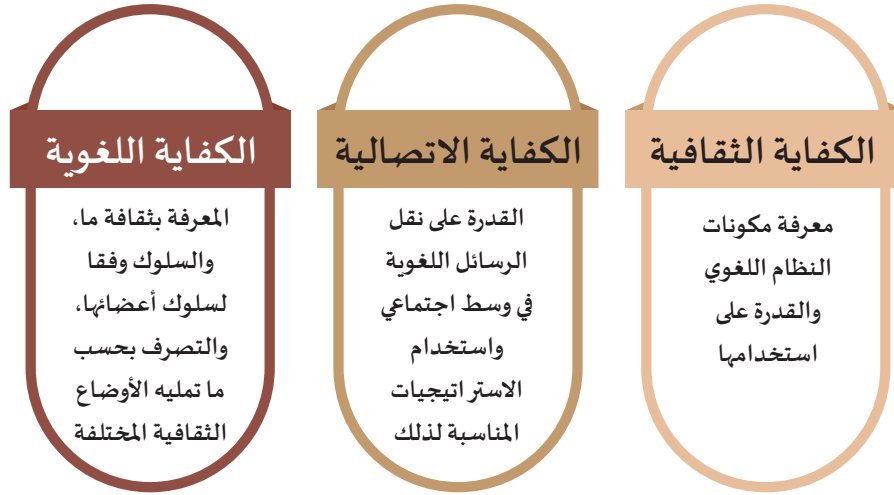 الكفاية الثقافية
معرفة مكونات
النظام اللغوي
والقدرة على
استخدامها
الكفاية الاتصالية
القدرة على نقل
الرسائل اللغوية
في وسط اجتماعي
واستخدام
الاستراتيجيات
المناسبة لذلك
الكفاية اللغوية
المعرفة بثقافة ما،
والسلوك وفقا
لسلوك أعضائها،
والتصرف بحسب
ما تمليه الأوضاع
الثقافية المختلفة